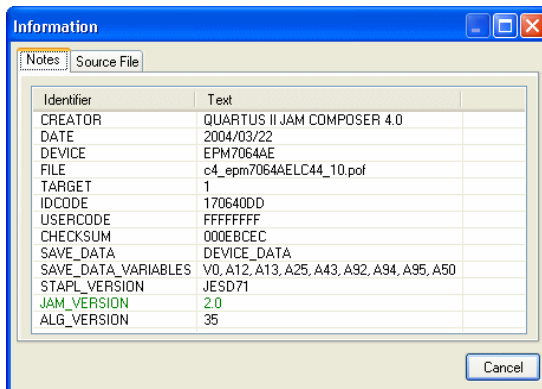 Information
Notes Source File
Identifier Text
CREATOR QUARTUS II JAM COMPOSER 4.0
DATE 2004/03/22
DEVICE EPM7064AE
FILE c4_epm7064AELC44_10.pof
TARGET 1
IDCODE 170640DD
USERCODE FFFFFFFF
CHECKSUM 000EBCEC
SAVE_DATA DEVICE_DATA
SAVE_DATA_VARIABLES V0, A12, A13, A25, A43, A92, A94, A95, A50
STAPL_VERSION JESD71
JAM_VERSION 2.0
ALG_VERSION 35
Cancel